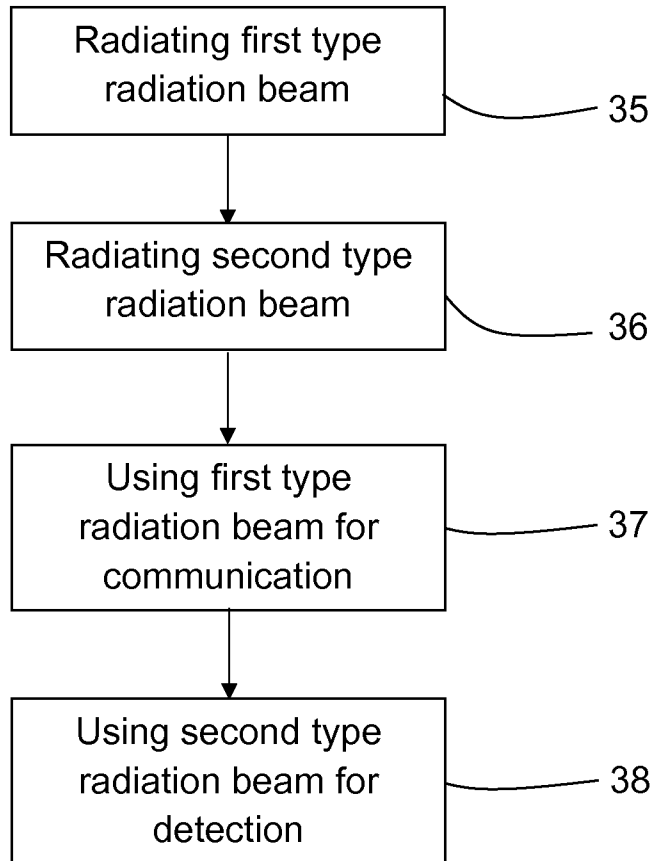 Radiating first type
radiation beam
35
Radiating second type
radiation beam
36
Using first type
radiation beam for
communication
37
Using second type
radiation beam for
detection
38